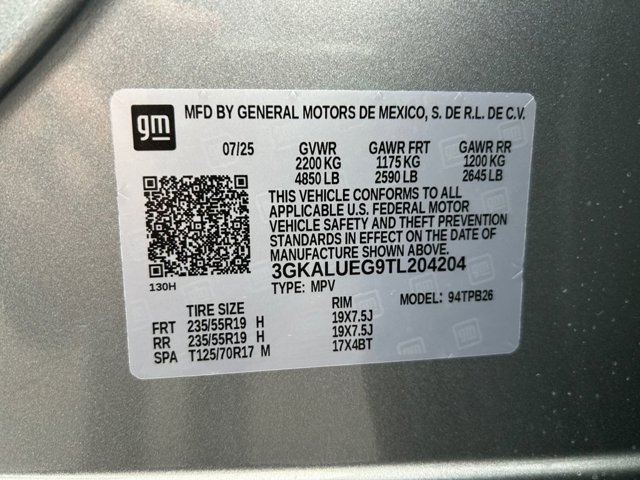 gm
MFD BY GENERAL MOTORS DE MEXICO, S. DE R.L. DE C.V.
07/25 GVWR GAWR FRT GAWR RR
2200 KG 1175 KG 1200 KG
4850 LB 2590 LB 2645 LB
THIS VEHICLE CONFORMS TO ALL
APPLICABLE U.S. FEDERAL MOTOR
VEHICLE SAFETY AND THEFT PREVENTION
STANDARDS IN EFFECT ON THE DATE OF
MANUFACTURE SHOWN ABOVE.
3GKALUEG9TL204204
130H
TYPE: MPV MODEL: 94TPB26
TIRE SIZE RIM
FRT 235/55R19 H 19X7.5J
RR 235/55R19 H 19X7.5J
SPA T125/70R17 M 17X4BT